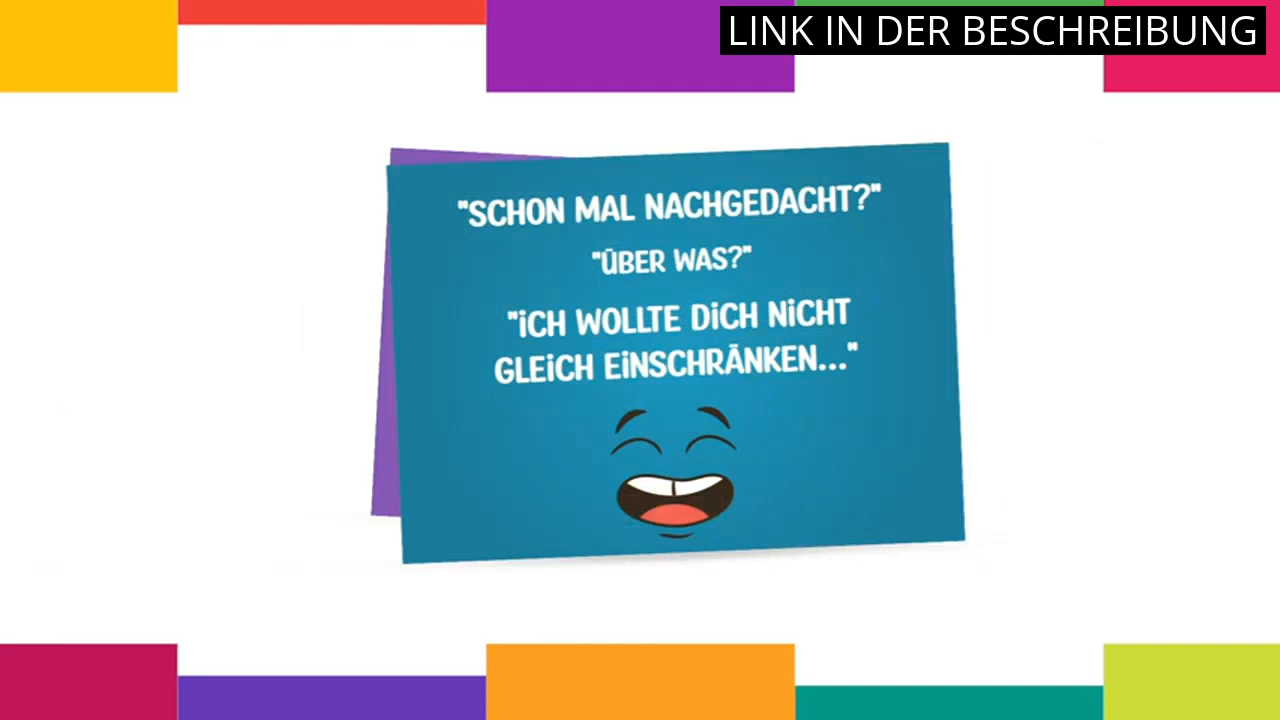 LINK IN DER BESCHREIBUNG
"SCHON MAL NACHGEDACHT?"
"ÜBER WAS?"
"iCH WOLLTE DiCH NiCHT
GLEiCH EiNSCHRÄNKEN..."